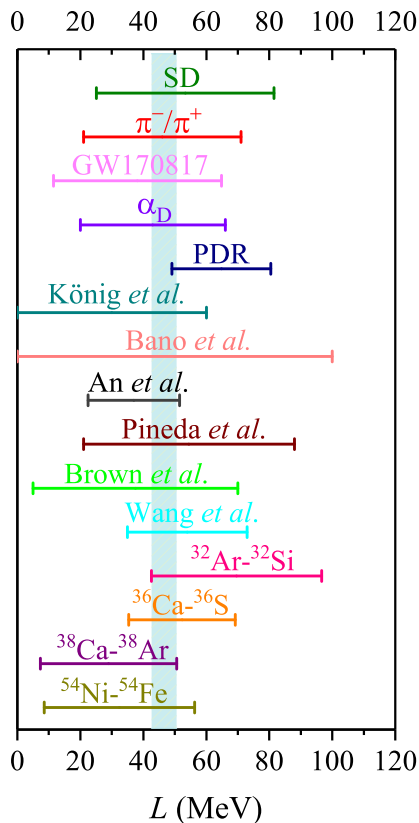 0 20 40 60 80 100 120
SD
π⁻/π⁺
GW170817
α_D
PDR
König et al.
Bano et al.
An et al.
Pineda et al.
Brown et al.
Wang et al.
³²Ar-³²Si
³⁶Ca-³⁶S
³⁸Ca-³⁸Ar
⁵⁴Ni-⁵⁴Fe
0 20 40 60 80 100 120
L (MeV)